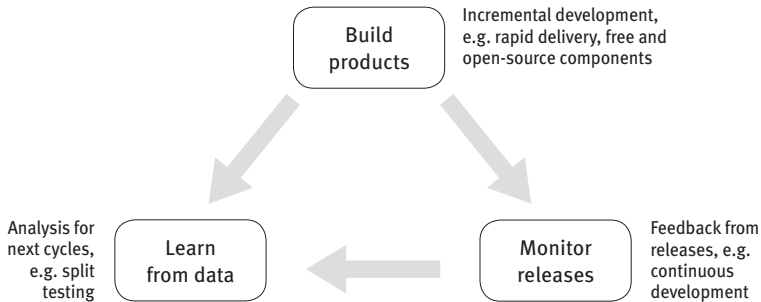 Build
products
Incremental development,
e.g. rapid delivery, free and
open-source components
Analysis for
next cycles,
e.g. split
testing
Learn
from data
Monitor
releases
Feedback from
releases, e.g.
continuous
development